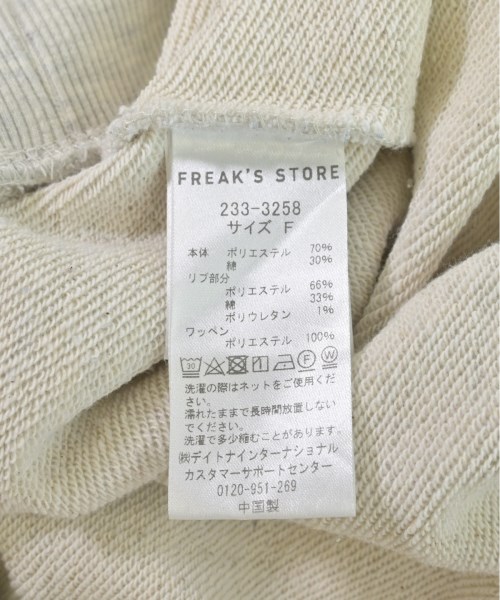 FREAK'S STORE
233-3258
サイズ F
本体 ポリエステル 70%
綿 30%
リブ部分
ポリエステル 66%
綿 33%
ポリウレタン 1%
ワッペン
ポリエステル 100%
30 F W
洗濯の際はネットをご使用くだ
さい。
濡れたままで長時間放置しない
でください。
洗濯で多少縮むことがあります。
㈱デイトナインターナショナル
カスタマーサポートセンター
0120-951-269
中国製